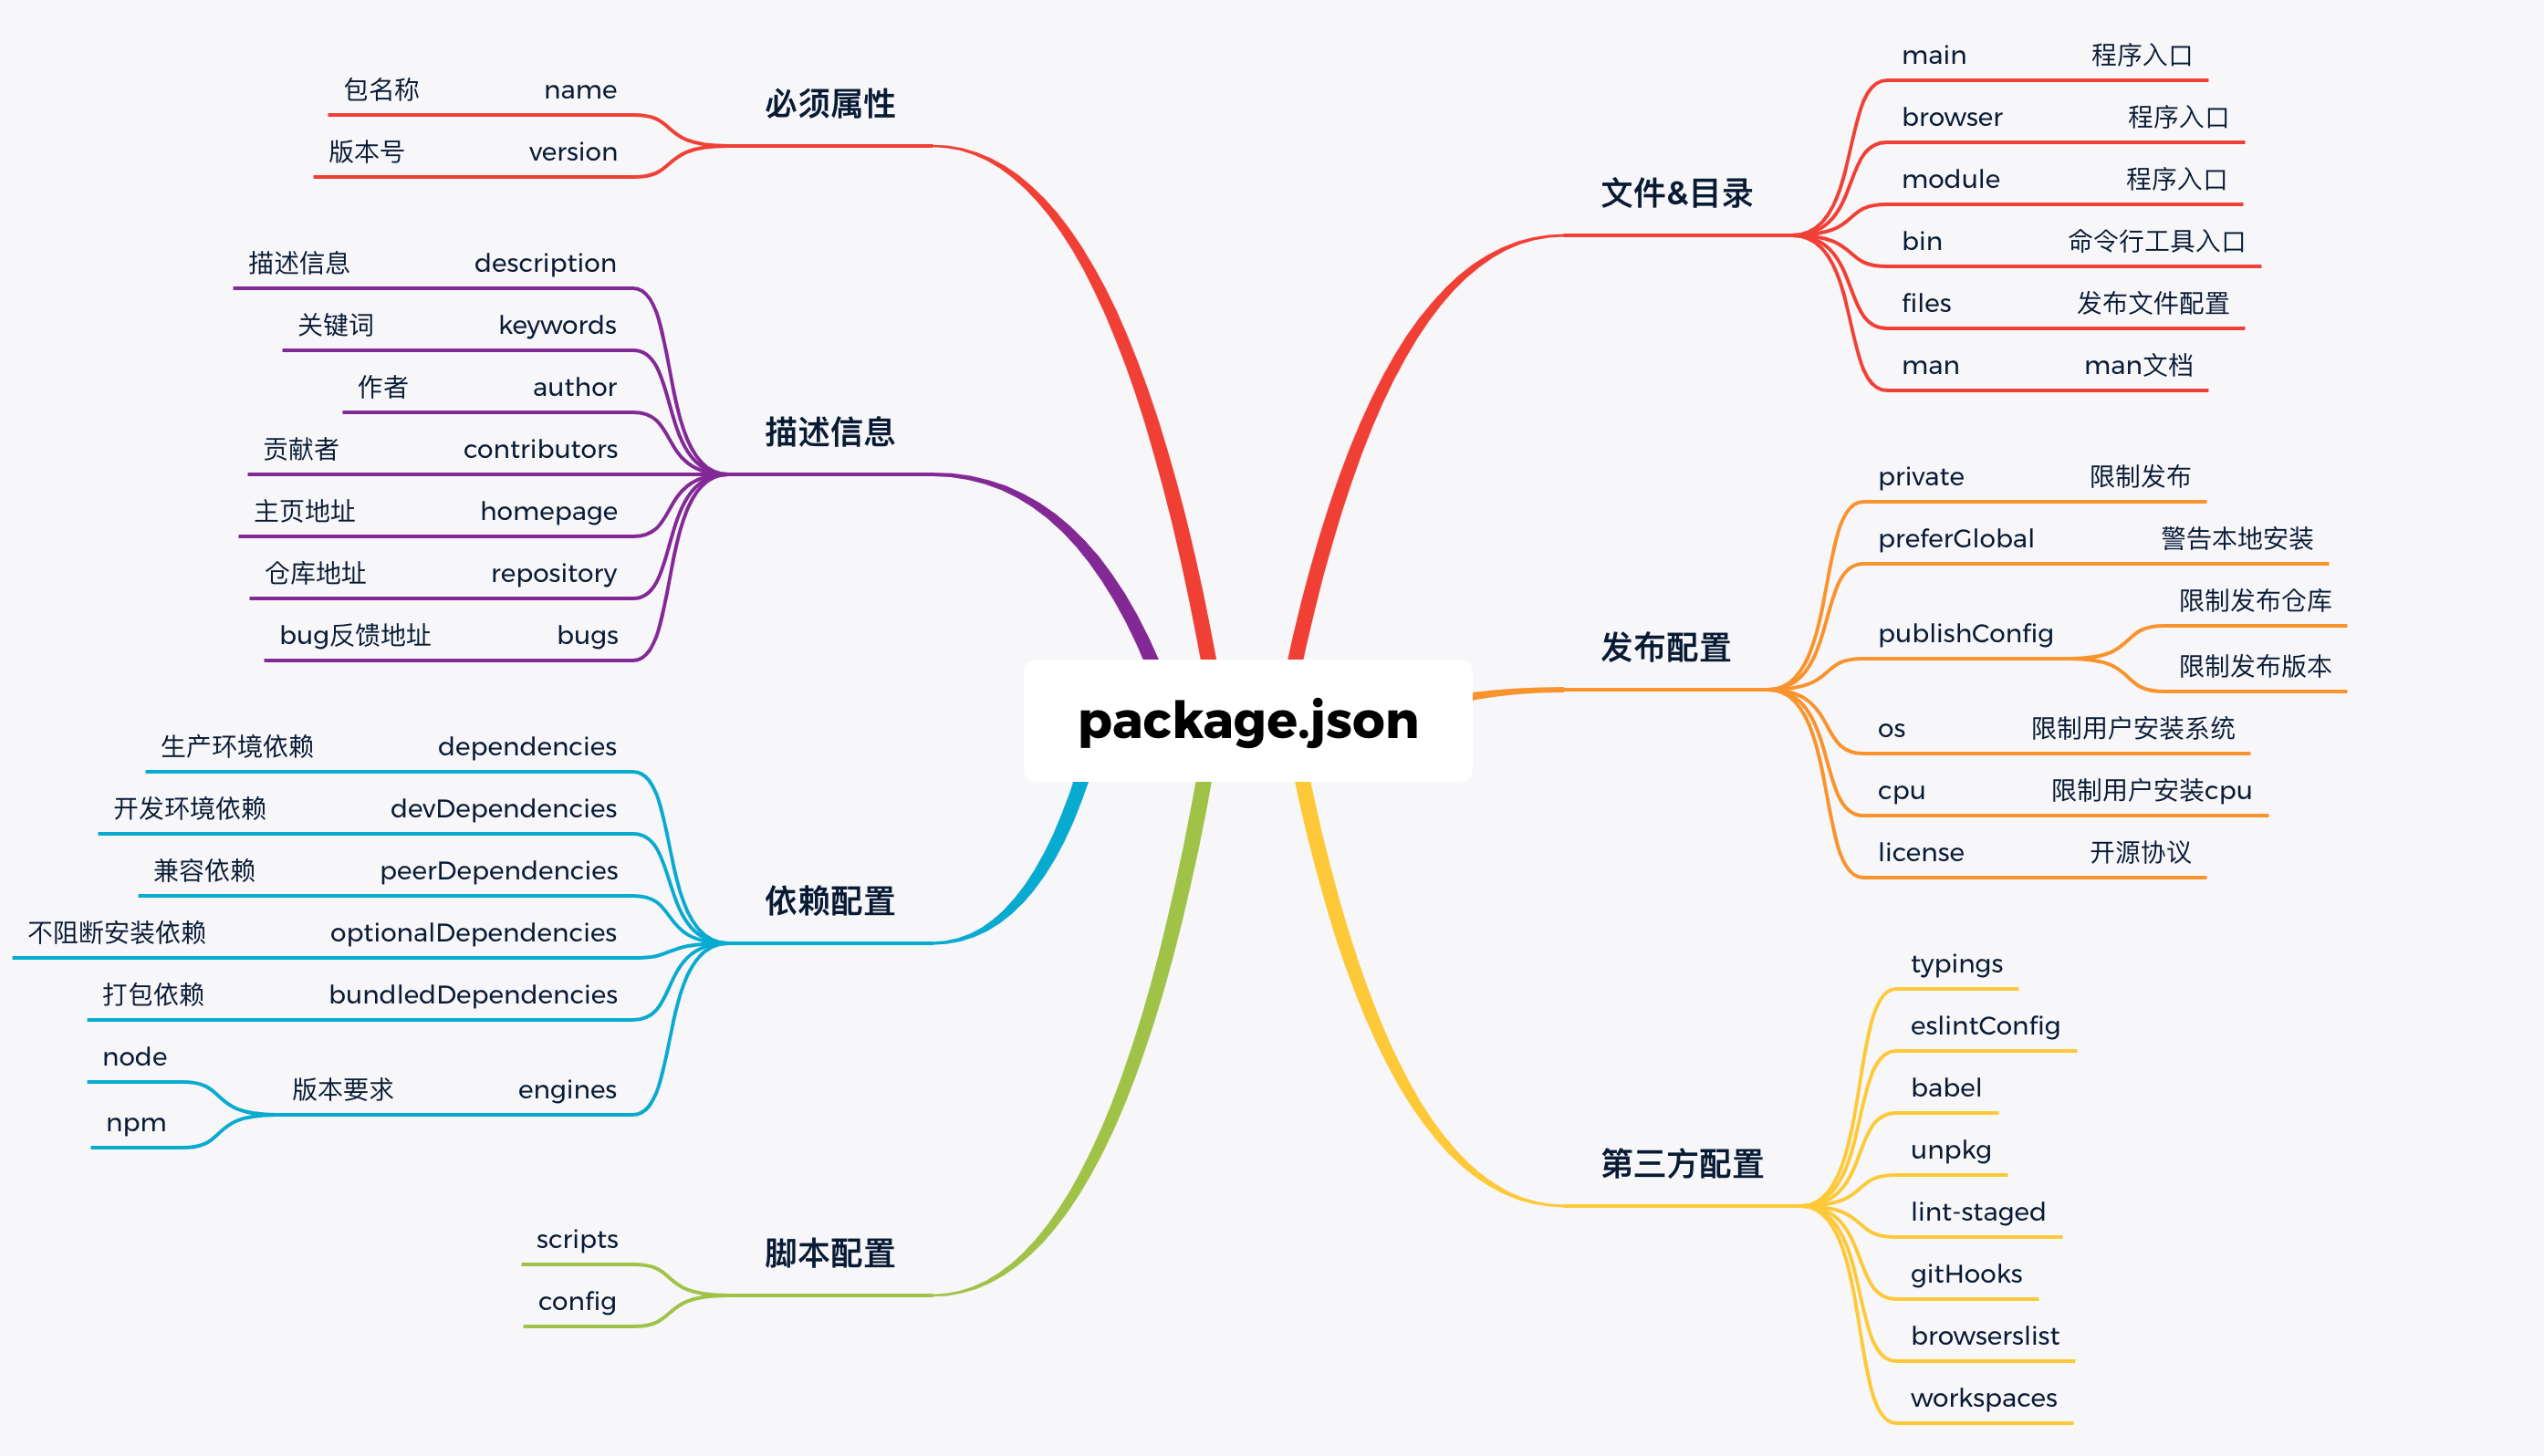 package.json
必须属性
name 包名称
version 版本号
描述信息
description 描述信息
keywords 关键词
author 作者
contributors 贡献者
homepage 主页地址
repository 仓库地址
bugs bug反馈地址
依赖配置
dependencies 生产环境依赖
devDependencies 开发环境依赖
peerDependencies 兼容依赖
optionalDependencies 不阻断安装依赖
bundledDependencies 打包依赖
engines 版本要求
node
npm
脚本配置
scripts
config
文件&目录
main 程序入口
browser 程序入口
module 程序入口
bin 命令行工具入口
files 发布文件配置
man man文档
发布配置
private 限制发布
preferGlobal 警告本地安装
publishConfig
限制发布仓库
限制发布版本
os 限制用户安装系统
cpu 限制用户安装cpu
license 开源协议
第三方配置
typings
eslintConfig
babel
unpkg
lint-staged
gitHooks
browserslist
workspaces